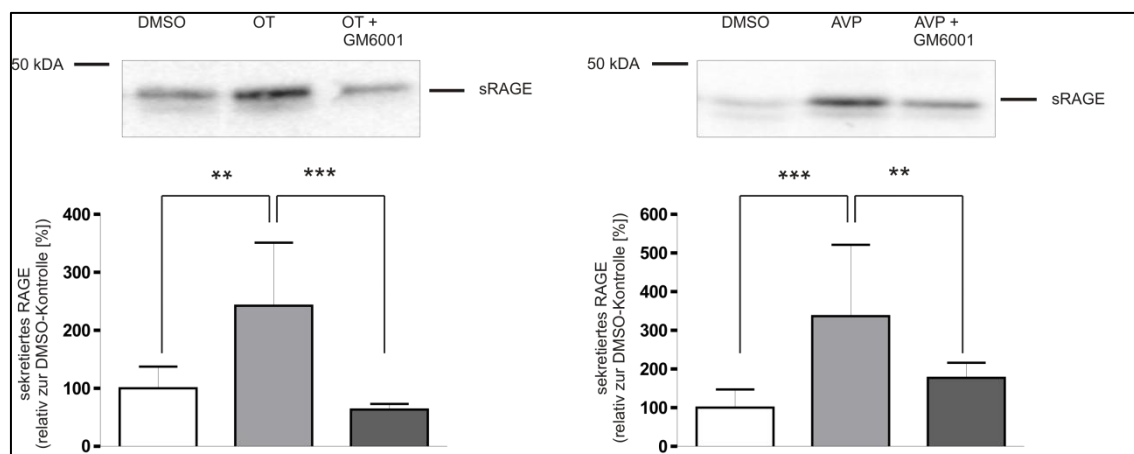 DMSO OT OT +
GM6001
50 kDA
sRAGE
** ***
400
300
200
100
0
sekretiertes RAGE
(relativ zur DMSO-Kontrolle [%])
DMSO AVP AVP +
GM6001
50 kDA
sRAGE
*** **
600
500
400
300
200
100
0
sekretiertes RAGE
(relativ zur DMSO-Kontrolle [%])